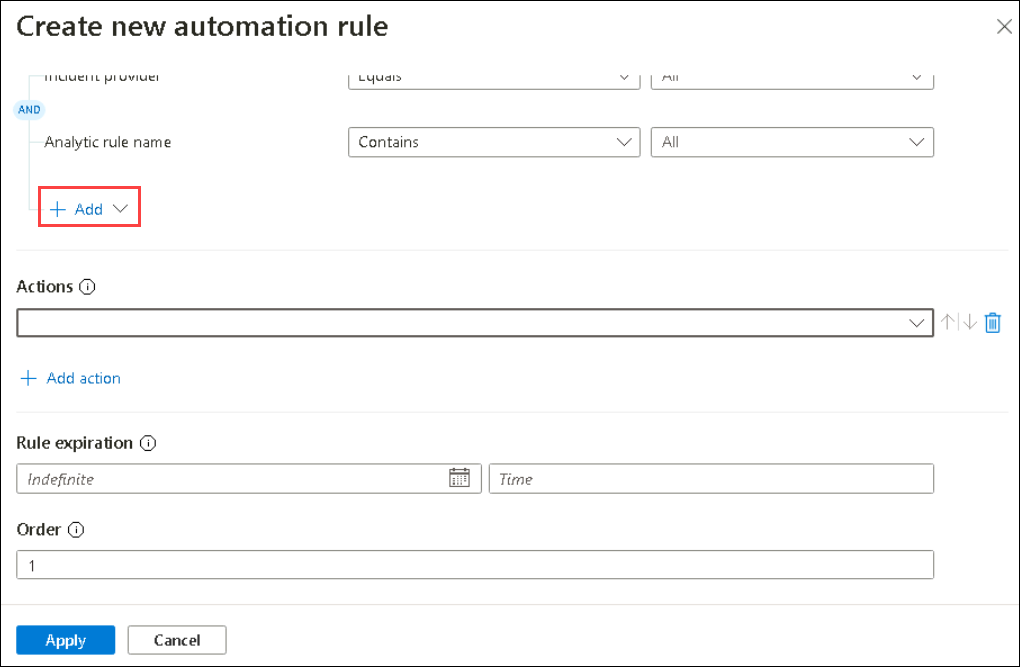 Create new automation rule
Incident provider Equals All
AND
Analytic rule name Contains All
Add
Actions
Add action
Rule expiration
Indefinite Time
Order
1
Apply Cancel